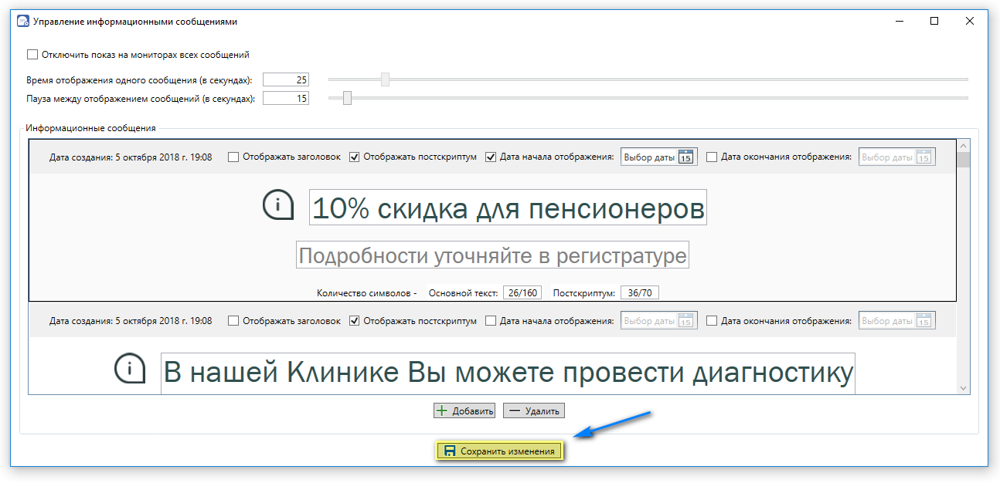 Управление информационными сообщениями
Отключить показ на мониторах всех сообщений
Время отображения одного сообщения (в секундах): 25
Пауза между отображением сообщений (в секундах): 15
Информационные сообщения
Дата создания: 5 октября 2018 г. 19:08 Отображать заголовок Отображать постскриптум Дата начала отображения: Выбор даты 15 Дата окончания отображения: Выбор даты 15
10% скидка для пенсионеров
Подробности уточняйте в регистратуре
Количество символов - Основной текст: 26/160 Постскриптум: 36/70
Дата создания: 5 октября 2018 г. 19:08 Отображать заголовок Отображать постскриптум Дата начала отображения: Выбор даты 15 Дата окончания отображения: Выбор даты 15
В нашей Клинике Вы можете провести диагностику
Добавить Удалить
Сохранить изменения